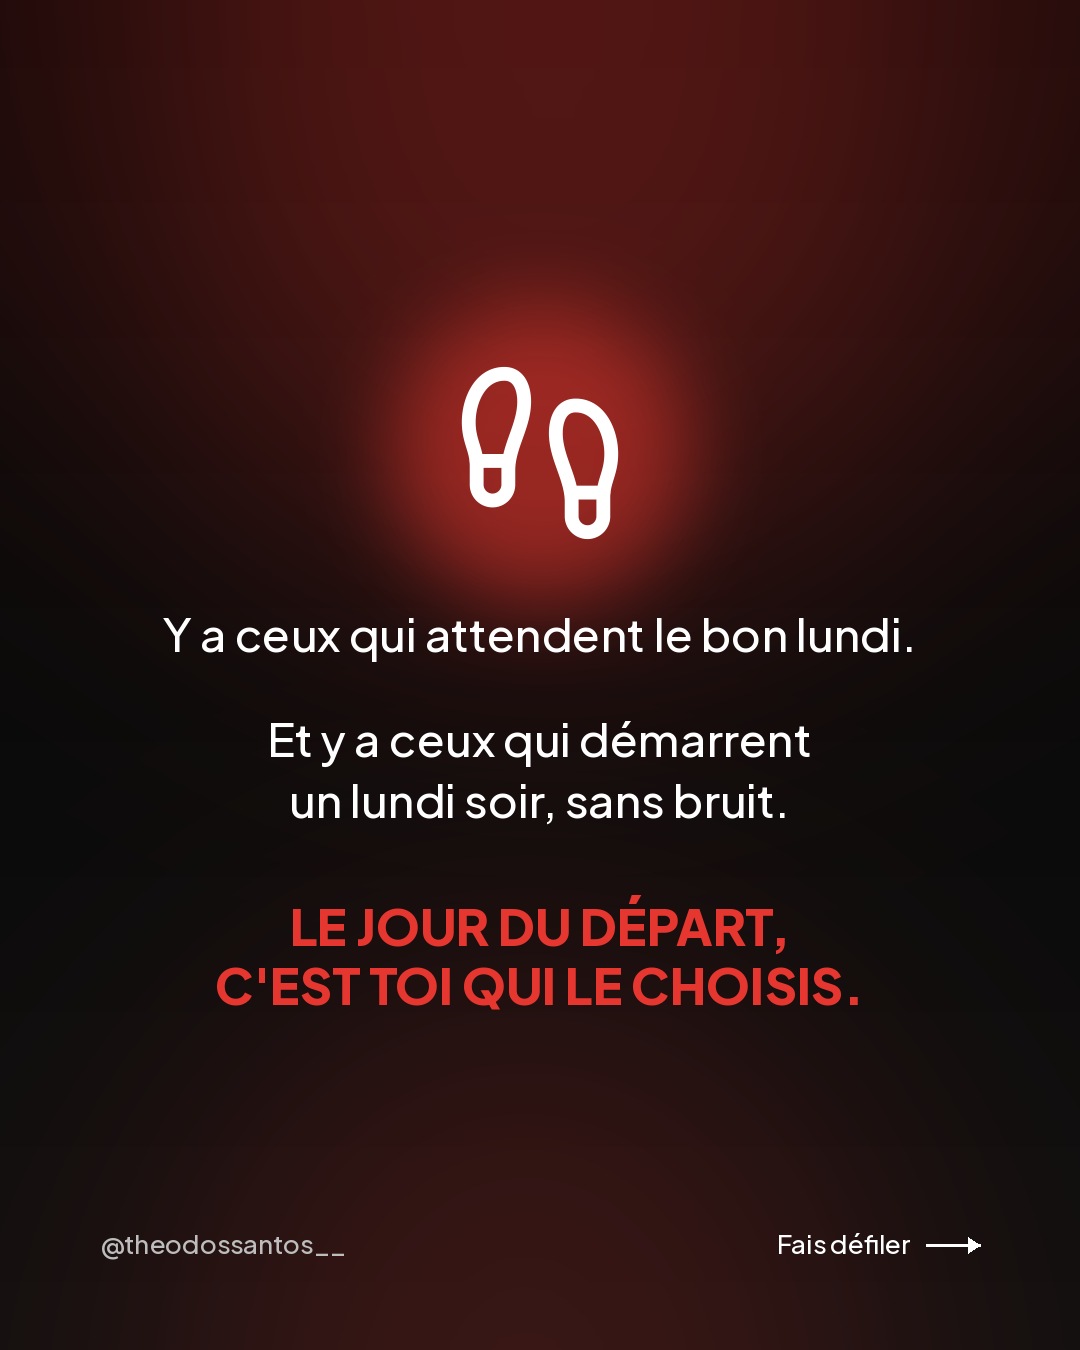 Y a ceux qui attendent le bon lundi.
Et y a ceux qui démarrent
un lundi soir, sans bruit.
LE JOUR DU DÉPART,
C'EST TOI QUI LE CHOISIS.
@theodossantos__
Fais défiler